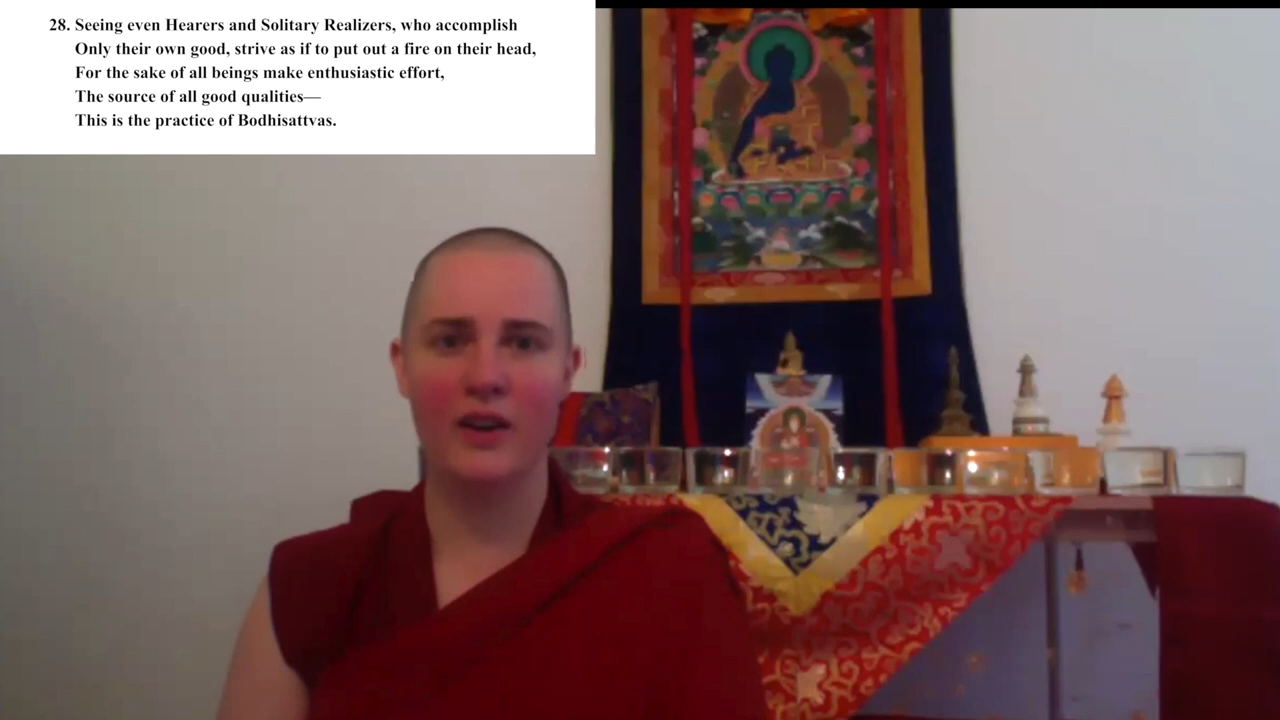 28. Seeing even Hearers and Solitary Realizers, who accomplish
Only their own good, strive as if to put out a fire on their head,
For the sake of all beings make enthusiastic effort,
The source of all good qualities—
This is the practice of Bodhisattvas.